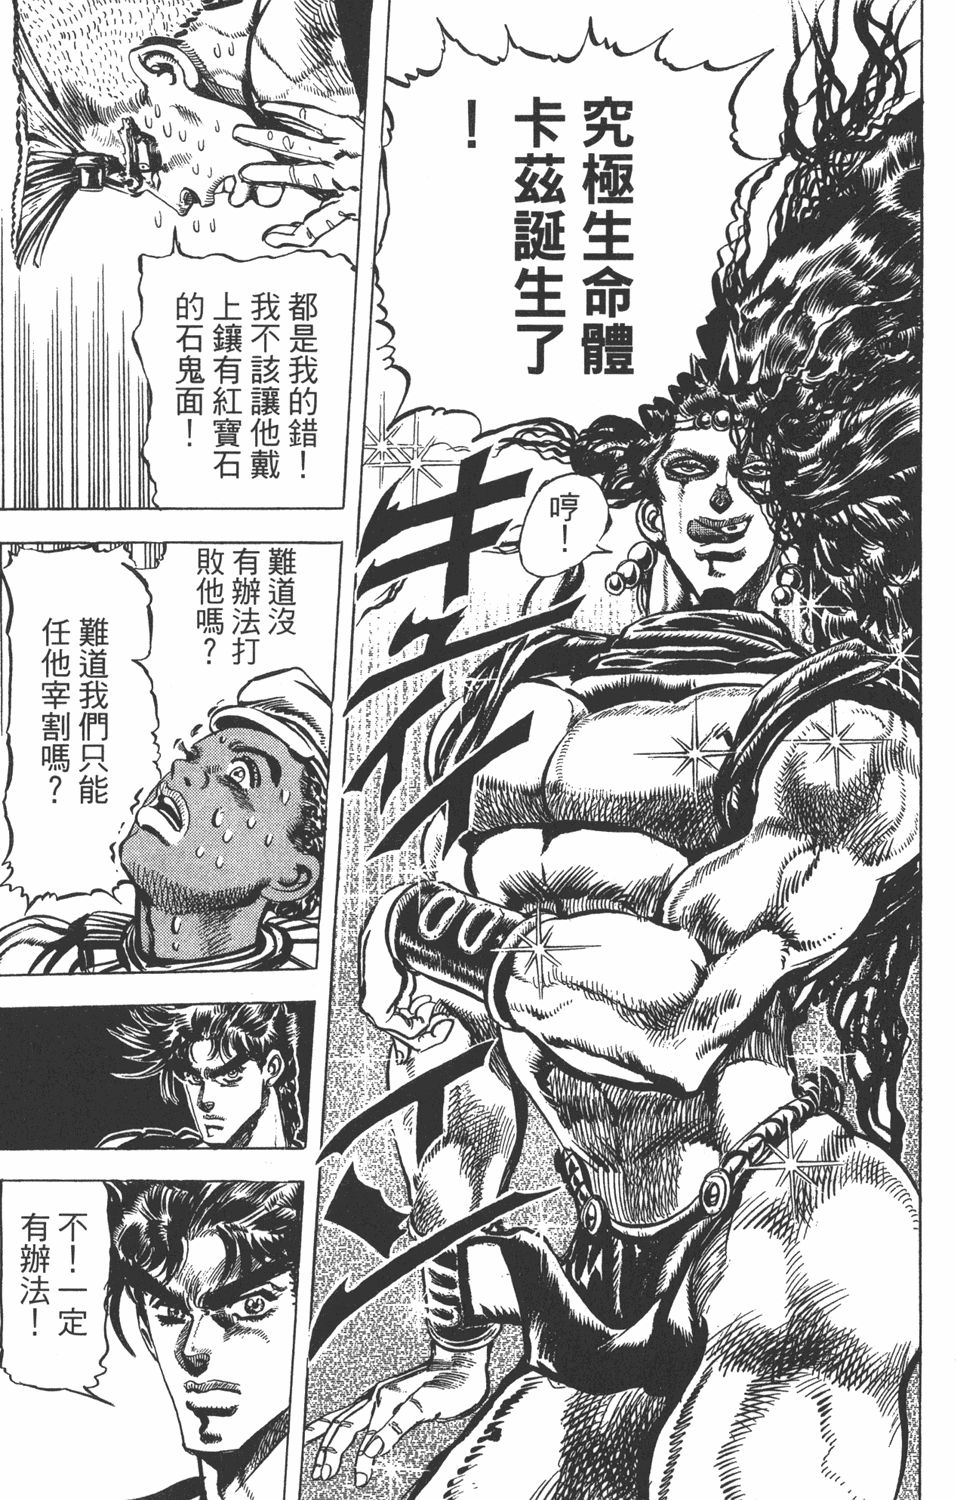 究極生命體
卡茲誕生了
！
哼！
キュイィン
都是我的錯！
我不該讓他戴
上鑲有紅寶石
的石鬼面！
難道沒
有辦法打
敗他嗎？
難道我們只能
任他宰割嗎？
不！一定
有辦法！